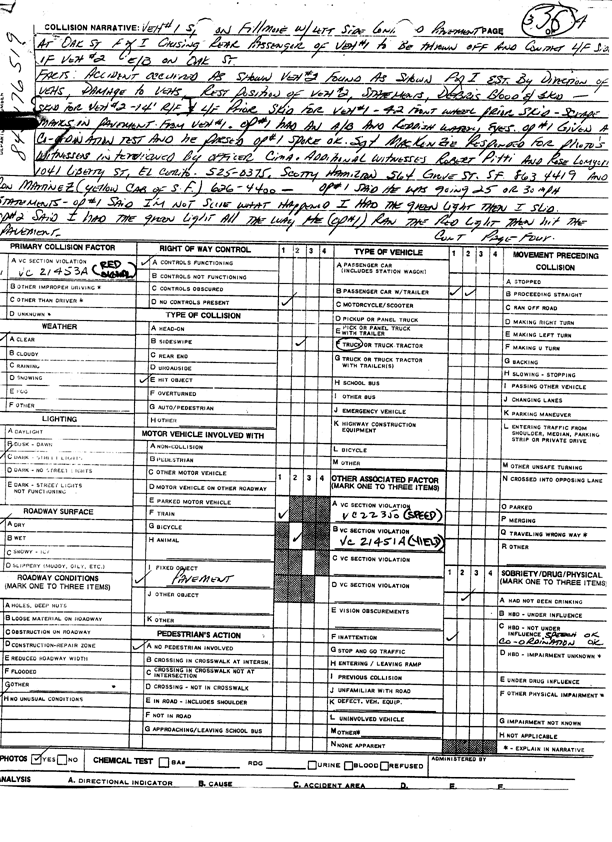 COLLISION NARRATIVE: VEH#1 S, ON FILLMORE W/ LEFT SIDE PAVEMENT PAGE 3 A
AT OAK ST CAUSING REAR PASSENGER OF VEH#1 TO BE THROWN OFF AND CONTACT L/F
OF VEH#2 E/B ON OAK ST.
FACTS: ACCIDENT OCCURRED AS SHOWN VEH#2 FOUND AS SHOWN EST. BY DIRECTION OF
VEHS, DAMAGE TO VEHS, REST POSITION OF VEH#2, STATEMENTS, DEBRIS BLOOD & SKID —
SKID FOR VEH#2 - 14' R/F & L/F PRIOR SKID FOR VEH#1 - 42 FRONT WHEEL PRIOR SKID - SCRAPE
MARKS IN PAVEMENT FROM VEH#1. OP#1 HAD AN A/B AND REDDISH WATERY EYES. OP#1 GIVEN A
CO-ORDINATION TEST AND HE PASSED OP#1 SPOKE OK. SGT MACKENZIE RESPONDED FOR PHOTO'S
WITNESSES INTERVIEWED BY OFFICER CIMA. ADDITIONAL WITNESSES ROBERT PITTI AND ROSE
1041 LIBERTY ST, EL CERITO. 525-0375. SCOTTY HAMILTON 564 GROVE ST. SF 863 4419 AND
MARTINEZ (YELLOW CAB OF S.F.) 626-4400 — OP#1 SAID HE WAS GOING 25 OR 30 MPH
STATEMENTS - OP#1 SAID I'M NOT SURE WHAT HAPPENED I HAD THE GREEN LIGHT THEN I SLID.
OP#2 SAID I HAD THE GREEN LIGHT ALL THE WAY HE (OP#1) RAN THE RED LIGHT THEN HIT THE
PAVEMENT. CONT PAGE FOUR.
PRIMARY COLLISION FACTOR
A VC SECTION VIOLATION
VC 21453A (RED SIGNAL)
B OTHER IMPROPER DRIVING *
C OTHER THAN DRIVER *
D UNKNOWN *
WEATHER
A CLEAR
B CLOUDY
C RAINING
D SNOWING
E FOG
F OTHER
LIGHTING
A DAYLIGHT
B DUSK - DAWN
C DARK - STREET LIGHTS
D DARK - NO STREET LIGHTS
E DARK - STREET LIGHTS
NOT FUNCTIONING
ROADWAY SURFACE
A DRY
B WET
C SNOWY - ICY
D SLIPPERY (MUDDY, OILY, ETC.)
ROADWAY CONDITIONS
(MARK ONE TO THREE ITEMS)
A HOLES, DEEP RUTS
B LOOSE MATERIAL ON ROADWAY
C OBSTRUCTION ON ROADWAY
D CONSTRUCTION-REPAIR ZONE
E REDUCED ROADWAY WIDTH
F FLOODED
G OTHER *
H NO UNUSUAL CONDITIONS
RIGHT OF WAY CONTROL
A CONTROLS FUNCTIONING
B CONTROLS NOT FUNCTIONING
C CONTROLS OBSCURED
D NO CONTROLS PRESENT
TYPE OF COLLISION
A HEAD-ON
B SIDESWIPE
C REAR END
D BROADSIDE
E HIT OBJECT
F OVERTURNED
G AUTO/PEDESTRIAN
H OTHER
MOTOR VEHICLE INVOLVED WITH
A NON-COLLISION
B PEDESTRIAN
C OTHER MOTOR VEHICLE
D MOTOR VEHICLE ON OTHER ROADWAY
E PARKED MOTOR VEHICLE
F TRAIN
G BICYCLE
H ANIMAL
I FIXED OBJECT
PAVEMENT
J OTHER OBJECT
K OTHER
PEDESTRIAN'S ACTION
A NO PEDESTRIAN INVOLVED
B CROSSING IN CROSSWALK AT INTERSN.
C CROSSING IN CROSSWALK NOT AT
INTERSECTION
D CROSSING - NOT IN CROSSWALK
E IN ROAD - INCLUDES SHOULDER
F NOT IN ROAD
G APPROACHING/LEAVING SCHOOL BUS
1 2 3 4 TYPE OF VEHICLE
A PASSENGER CAR
(INCLUDES STATION WAGON)
B PASSENGER CAR W/TRAILER
C MOTORCYCLE/SCOOTER
D PICKUP OR PANEL TRUCK
E PICK OR PANEL TRUCK
WITH TRAILER
F TRUCK OR TRUCK TRACTOR
G TRUCK OR TRUCK TRACTOR
WITH TRAILER(S)
H SCHOOL BUS
I OTHER BUS
J EMERGENCY VEHICLE
K HIGHWAY CONSTRUCTION
EQUIPMENT
L BICYCLE
M OTHER
1 2 3 4 OTHER ASSOCIATED FACTOR
(MARK ONE TO THREE ITEMS)
A VC SECTION VIOLATION
VC 22350 (SPEED)
B VC SECTION VIOLATION
VC 21451A (YIELD)
C VC SECTION VIOLATION
D VC SECTION VIOLATION
E VISION OBSCUREMENTS
F INATTENTION
G STOP AND GO TRAFFIC
H ENTERING / LEAVING RAMP
I PREVIOUS COLLISION
J UNFAMILIAR WITH ROAD
K DEFECT. VEH. EQUIP.
L UNINVOLVED VEHICLE
M OTHER*
N NONE APPARENT
1 2 3 4 MOVEMENT PRECEDING
COLLISION
A STOPPED
B PROCEEDING STRAIGHT
C RAN OFF ROAD
D MAKING RIGHT TURN
E MAKING LEFT TURN
F MAKING U TURN
G BACKING
H SLOWING - STOPPING
I PASSING OTHER VEHICLE
J CHANGING LANES
K PARKING MANEUVER
L ENTERING TRAFFIC FROM
SHOULDER, MEDIAN, PARKING
STRIP OR PRIVATE DRIVE
M OTHER UNSAFE TURNING
N CROSSED INTO OPPOSING LANE
O PARKED
P MERGING
Q TRAVELING WRONG WAY *
R OTHER
1 2 3 4 SOBRIETY/DRUG/PHYSICAL
(MARK ONE TO THREE ITEMS)
A HAD NOT BEEN DRINKING
B HBD - UNDER INFLUENCE
C HBD - NOT UNDER
INFLUENCE SPEECH OK
CO-ORDINATION OK
D HBD - IMPAIRMENT UNKNOWN *
E UNDER DRUG INFLUENCE
F OTHER PHYSICAL IMPAIRMENT *
G IMPAIRMENT NOT KNOWN
H NOT APPLICABLE
* - EXPLAIN IN NARRATIVE
PHOTOS YES NO CHEMICAL TEST BA# RDG URINE BLOOD REFUSED ADMINISTERED BY
ANALYSIS A. DIRECTIONAL INDICATOR B. CAUSE C. ACCIDENT AREA D. E. F.